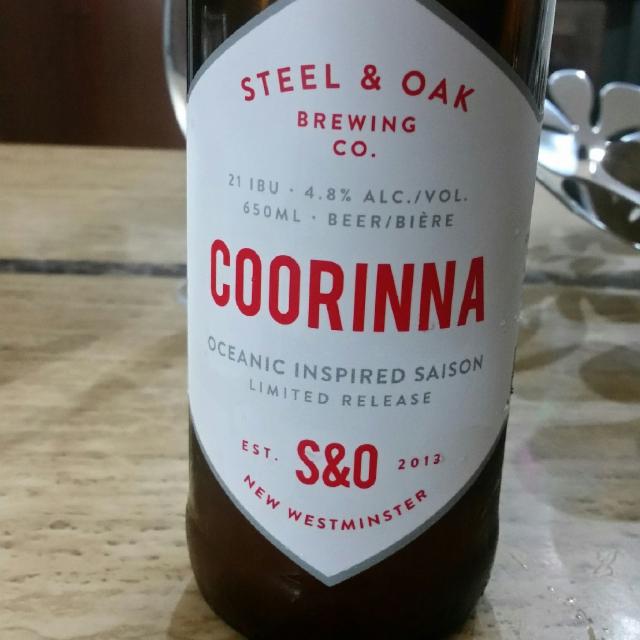 STEEL & OAK
BREWING
CO.
21 IBU · 4.8% ALC./VOL.
650ML · BEER/BIÈRE
COORINNA
OCEANIC INSPIRED SAISON
LIMITED RELEASE
EST. S&O 2013
NEW WESTMINSTER